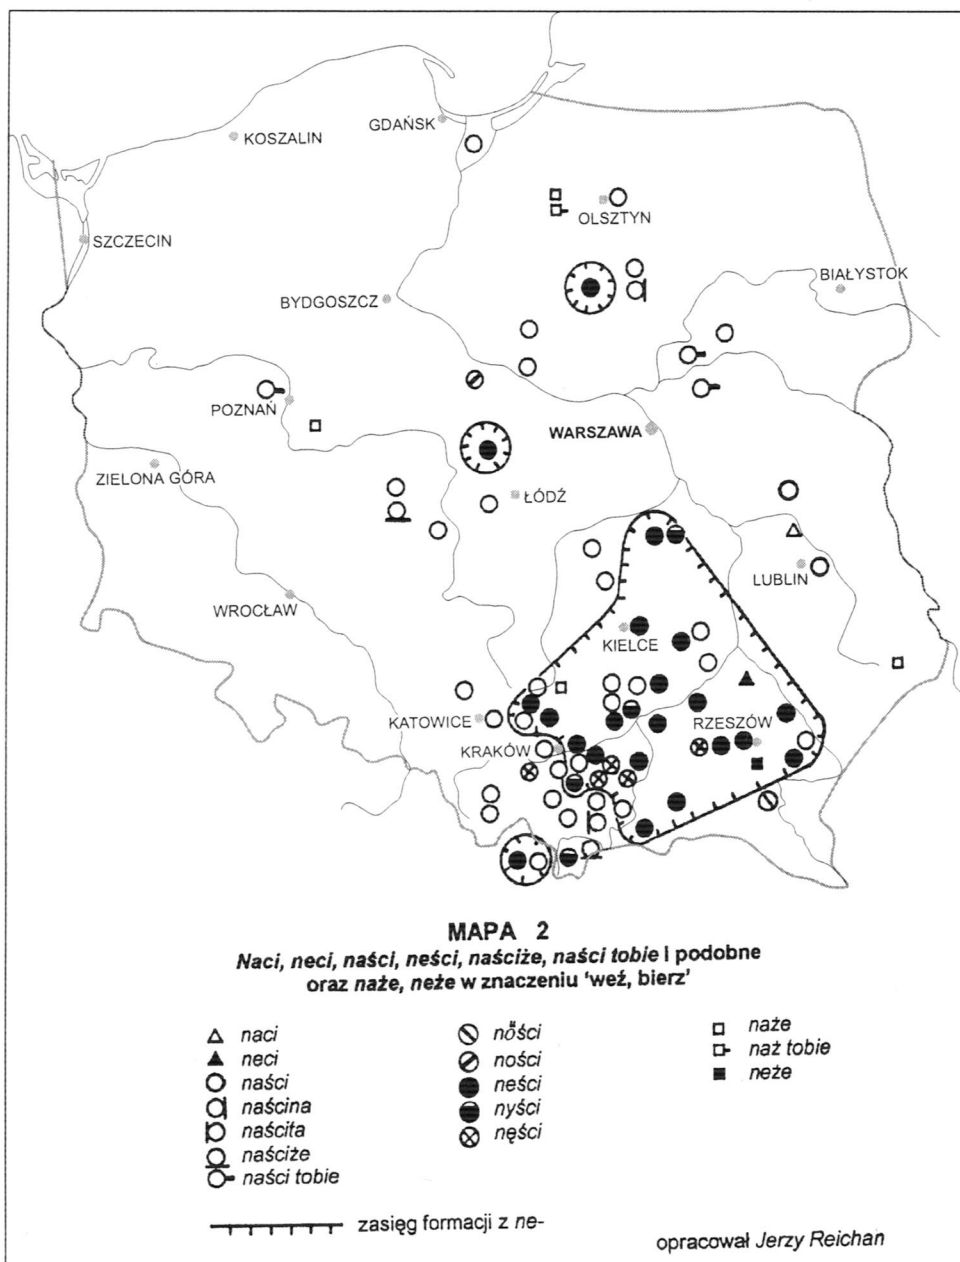 GDAŃSK
KOSZALIN
OLSZTYN
SZCZECIN
BIAŁYSTOK
BYDGOSZCZ
POZNAŃ
WARSZAWA
ZIELONA GÓRA
ŁÓDŹ
LUBLIN
WROCŁAW
KIELCE
KATOWICE
RZESZÓW
KRAKÓW
MAPA 2
Naci, neci, naści, neści, naściże, naści tobie i podobne
oraz naże, neże w znaczeniu ‘weź, bierz’
naci
neci
naści
naścina
naścita
naściże
naści tobie
nőści
ności
neści
nyści
nęści
naże
naż tobie
neże
zasięg formacji z ne-
opracował Jerzy Reichan